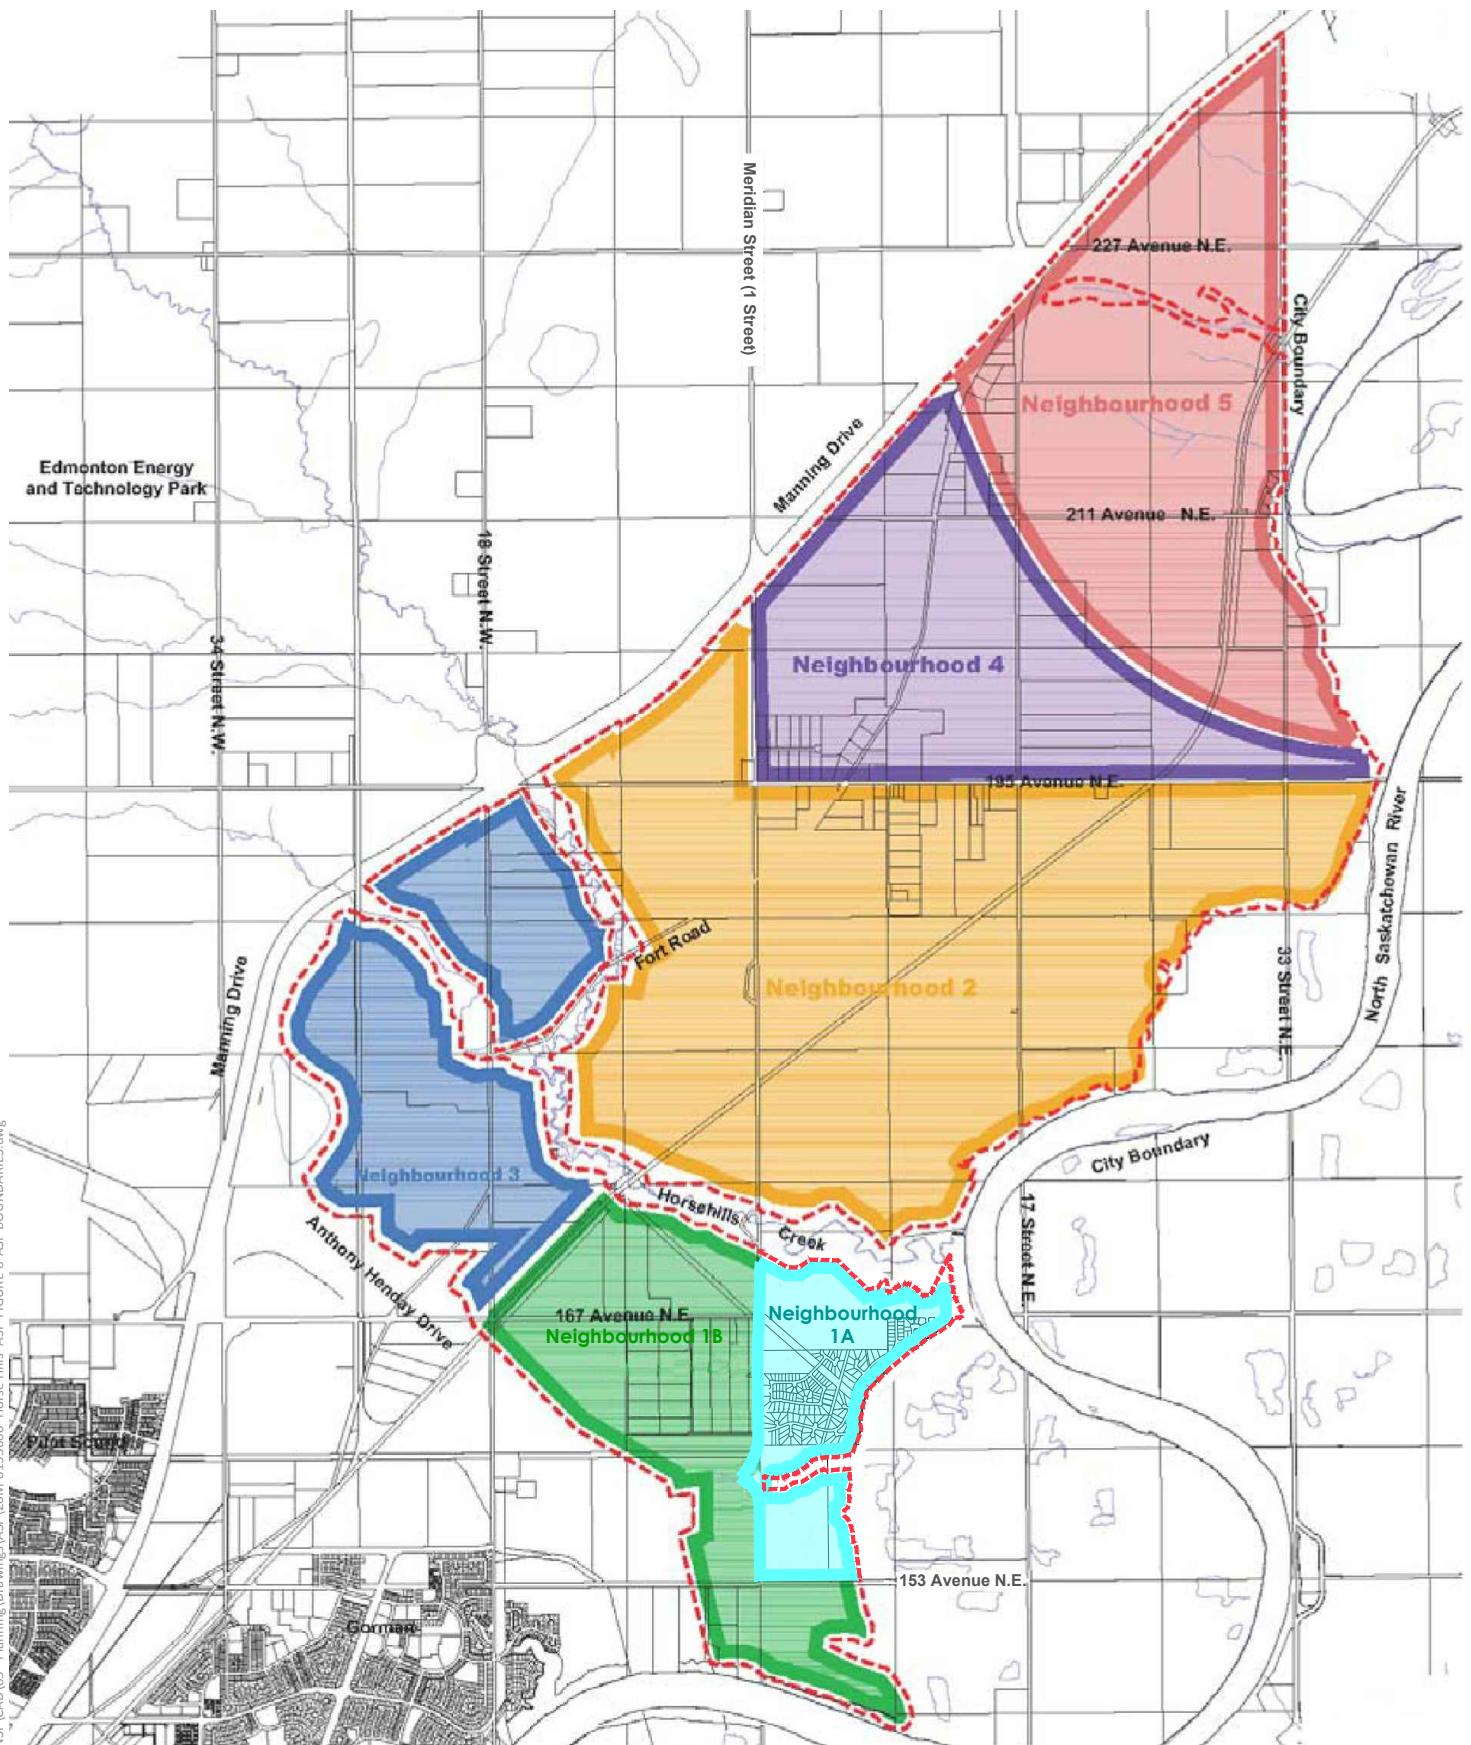 Meridian Street (1 Street)
227 Avenue N.E.
City Boundary
Neighbourhood 5
Manning Drive
Edmonton Energy
and Technology Park
211 Avenue N.E.
18 Street N.W.
34 Street N.W.
Neighbourhood 4
195 Avenue N.E.
North Saskatchowan River
Fort Road
Neighbourhood 2
33 Street N.E.
Manning Drive
City Boundary
Neighbourhood 3
Horsehills
Creek
17 Street N.E.
Anthony Henday Drive
167 Avenue N.E.
Neighbourhood 1B
Neighbourhood
1A
Pilot Sound
153 Avenue N.E.
Gorman